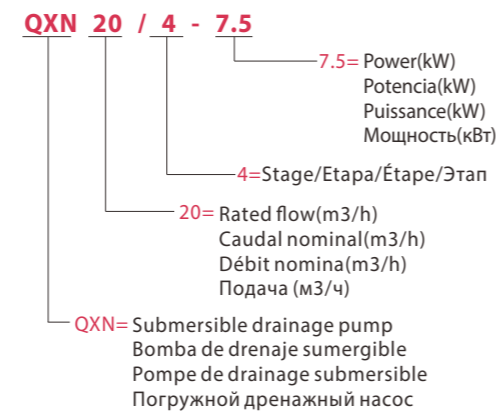 QXN 20 / 4 - 7.5
7.5= Power(kW)
Potencia(kW)
Puissance(kW)
Мощность(кВт)
4=Stage/Etapa/Étape/Этап
20= Rated flow(m3/h)
Caudal nominal(m3/h)
Débit nomina(m3/h)
Подача (м3/ч)
QXN= Submersible drainage pump
Bomba de drenaje sumergible
Pompe de drainage submersible
Погружной дренажный насос